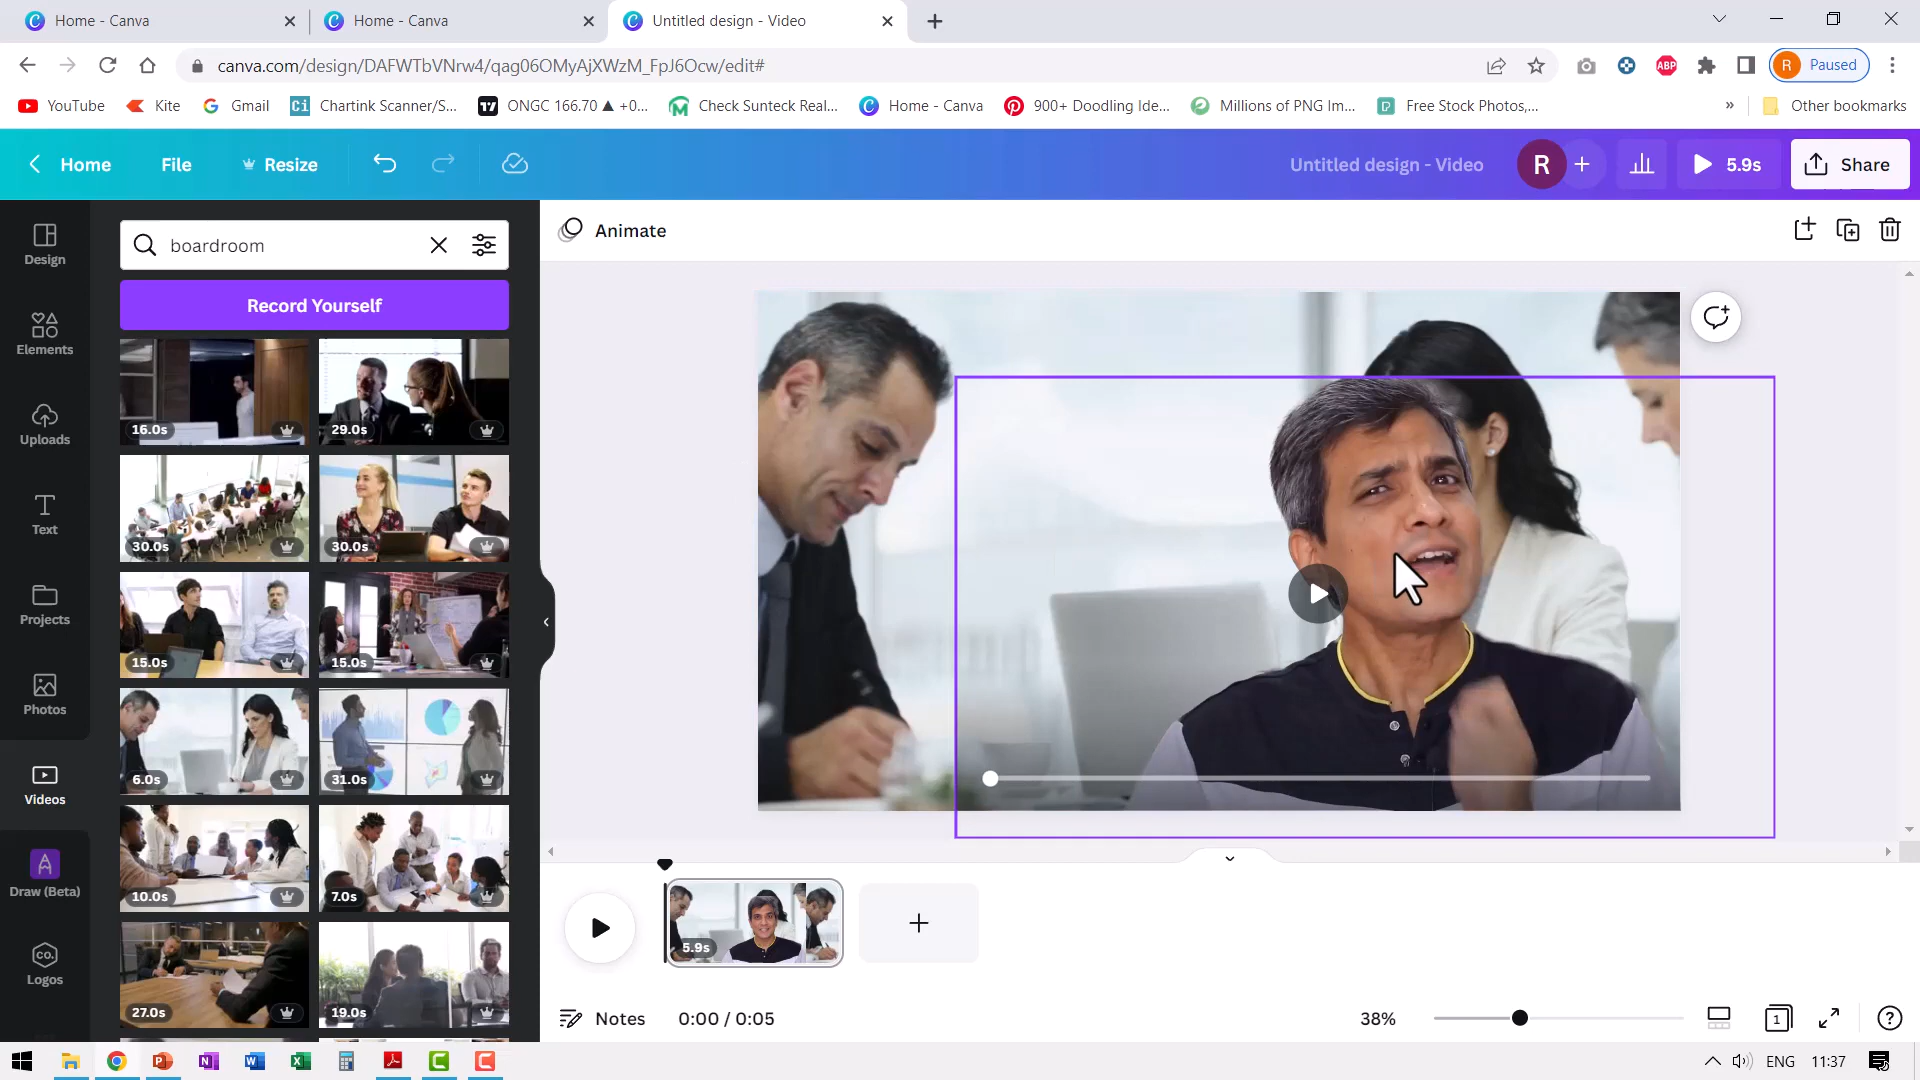 Home - Canva
Home - Canva
Untitled design - Video
canva.com/design/DAFWTbVNrw4/qag06OMyAjXWzM_FpJ6Ocw/edit#
ABP
R Paused
YouTube
Kite
G Gmail
Ci Chartink Scanner/S...
ONGC 166.70 ▲ +0...
Check Sunteck Real...
Home - Canva
900+ Doodling Ide...
Millions of PNG Im...
Free Stock Photos,...
»
Other bookmarks
Home
File
Resize
Untitled design - Video
R
+
5.9s
Share
Design
Elements
Uploads
Text
Projects
Photos
Videos
Draw (Beta)
CO.
Logos
boardroom
Record Yourself
16.0s
29.0s
30.0s
30.0s
15.0s
15.0s
6.0s
31.0s
10.0s
7.0s
27.0s
19.0s
Animate
5.9s
Notes
0:00 / 0:05
38%
1
ENG
11:37